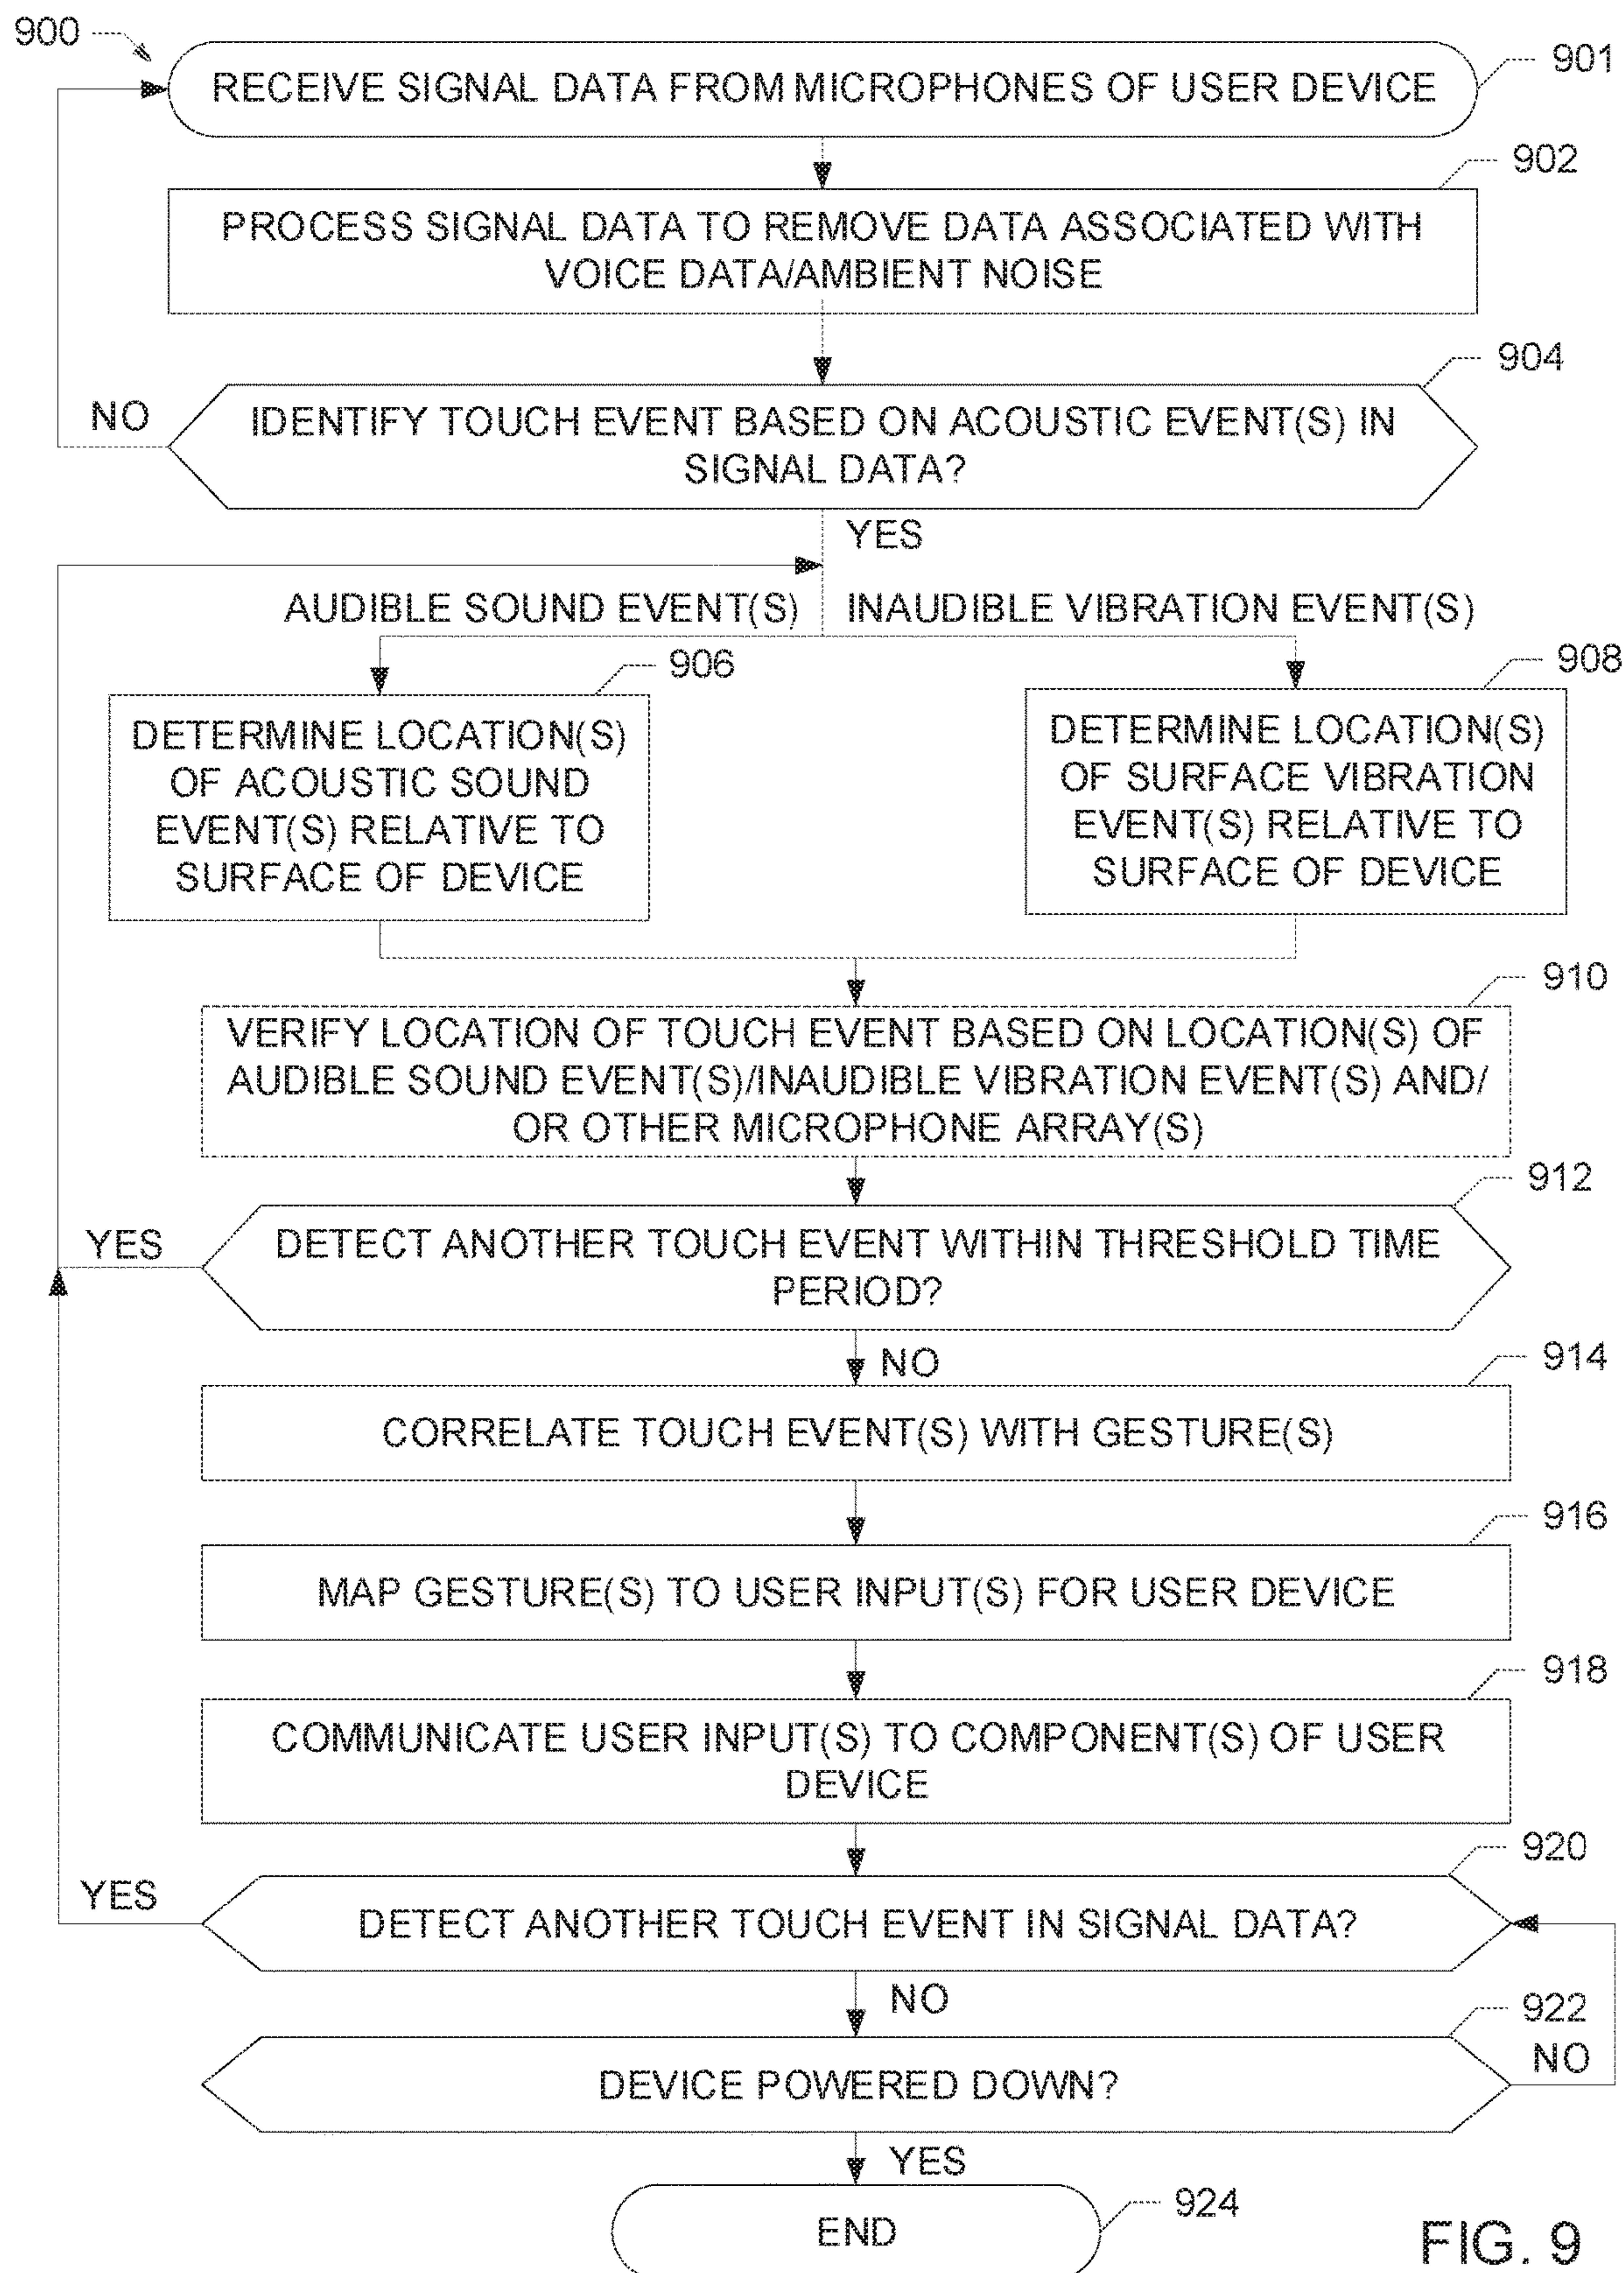 900
RECEIVE SIGNAL DATA FROM MICROPHONES OF USER DEVICE
901
902
PROCESS SIGNAL DATA TO REMOVE DATA ASSOCIATED WITH
VOICE DATA/AMBIENT NOISE
904
NO
IDENTIFY TOUCH EVENT BASED ON ACOUSTIC EVENT(S) IN
SIGNAL DATA?
YES
AUDIBLE SOUND EVENT(S)
INAUDIBLE VIBRATION EVENT(S)
906
908
DETERMINE LOCATION(S)
OF ACOUSTIC SOUND
EVENT(S) RELATIVE TO
SURFACE OF DEVICE
DETERMINE LOCATION(S)
OF SURFACE VIBRATION
EVENT(S) RELATIVE TO
SURFACE OF DEVICE
910
VERIFY LOCATION OF TOUCH EVENT BASED ON LOCATION(S) OF
AUDIBLE SOUND EVENT(S)/INAUDIBLE VIBRATION EVENT(S) AND/
OR OTHER MICROPHONE ARRAY(S)
912
YES
DETECT ANOTHER TOUCH EVENT WITHIN THRESHOLD TIME
PERIOD?
NO
914
CORRELATE TOUCH EVENT(S) WITH GESTURE(S)
916
MAP GESTURE(S) TO USER INPUT(S) FOR USER DEVICE
918
COMMUNICATE USER INPUT(S) TO COMPONENT(S) OF USER
DEVICE
920
YES
DETECT ANOTHER TOUCH EVENT IN SIGNAL DATA?
NO
922
DEVICE POWERED DOWN?
NO
YES
924
END
FIG. 9